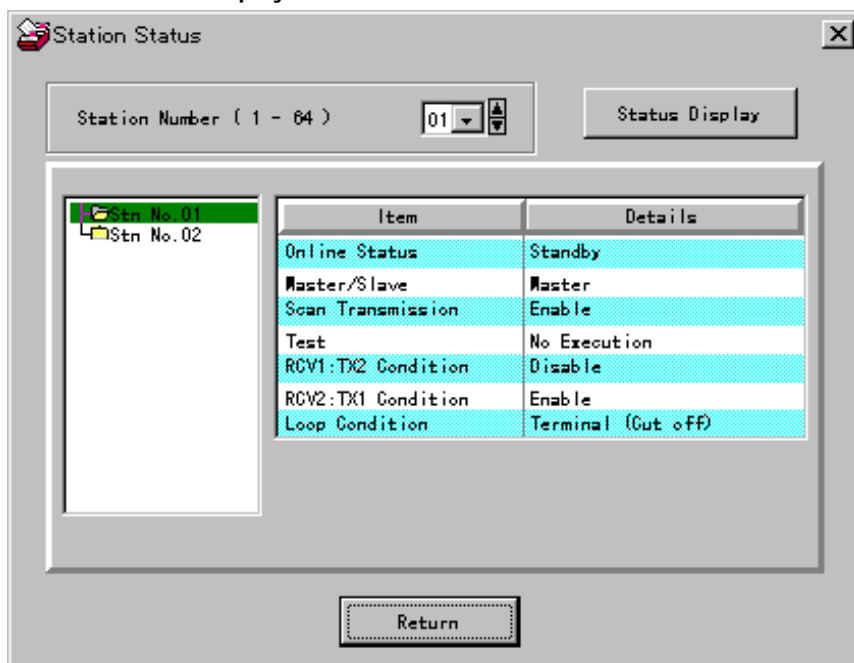 Station Status
Station Number ( 1 - 64 ) 01 Status Display
Stn No.01
Stn No.02
Item Details
Online Status Standby
Master/Slave Master
Scan Transmission Enable
Test No Execution
RCV1:TX2 Condition Disable
RCV2:TX1 Condition Enable
Loop Condition Terminal (Cut off)
Return